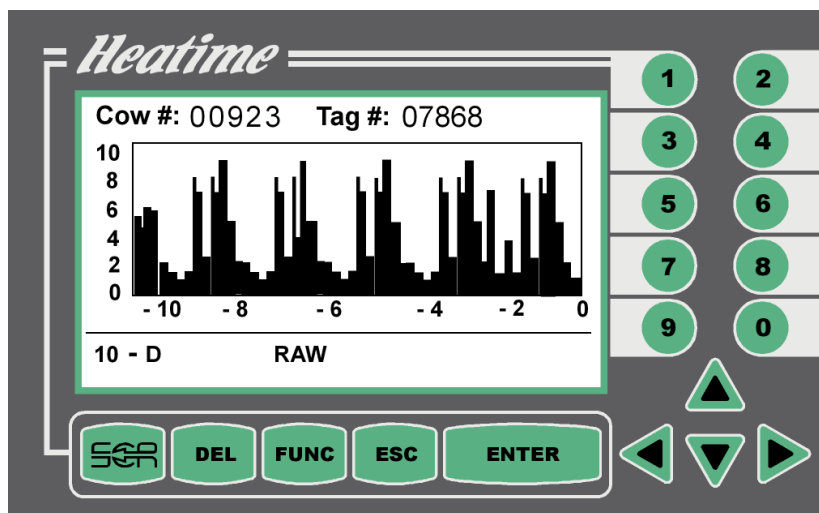 Heatime
Cow #: 00923 Tag #: 07868
10
8
6
4
2
0
- 10 - 8 - 6 - 4 - 2 0
10 - D RAW
1 2
3 4
5 6
7 8
9 0
SCR DEL FUNC ESC ENTER